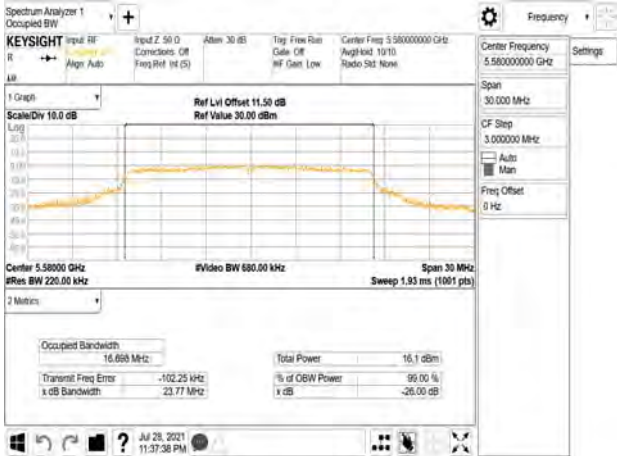 Spectrum Analyzer 1
Occupied BW
+
Frequency
KEYSIGHT Input: RF
R
Align: Auto
Input Z: 50 Ω
Corrections: Off
Freq Ref: Int (S)
Atten: 30 dB
Trig: Free Run
Gate: Off
#IF Gain: Low
Center Freq: 5.580000000 GHz
Avg|Hold: 10/10
Radio Std: None
Center Frequency
5.580000000 GHz
Settings
Span
30.000 MHz
CF Step
3.000000 MHz
Auto
Man
Freq Offset
0 Hz
1 Graph
Scale/Div 10.0 dB
Log
Ref Lvl Offset 11.50 dB
Ref Value 30.00 dBm
Center 5.58000 GHz
#Res BW 220.00 kHz
#Video BW 680.00 kHz
Span 30 MHz
Sweep 1.93 ms (1001 pts)
2 Metrics
Occupied Bandwidth
16.698 MHz
Total Power 16.1 dBm
Transmit Freq Error -102.25 kHz
% of OBW Power 99.00 %
x dB Bandwidth 23.77 MHz
x dB -26.00 dB
?
Jul 28, 2021
11:37:38 PM